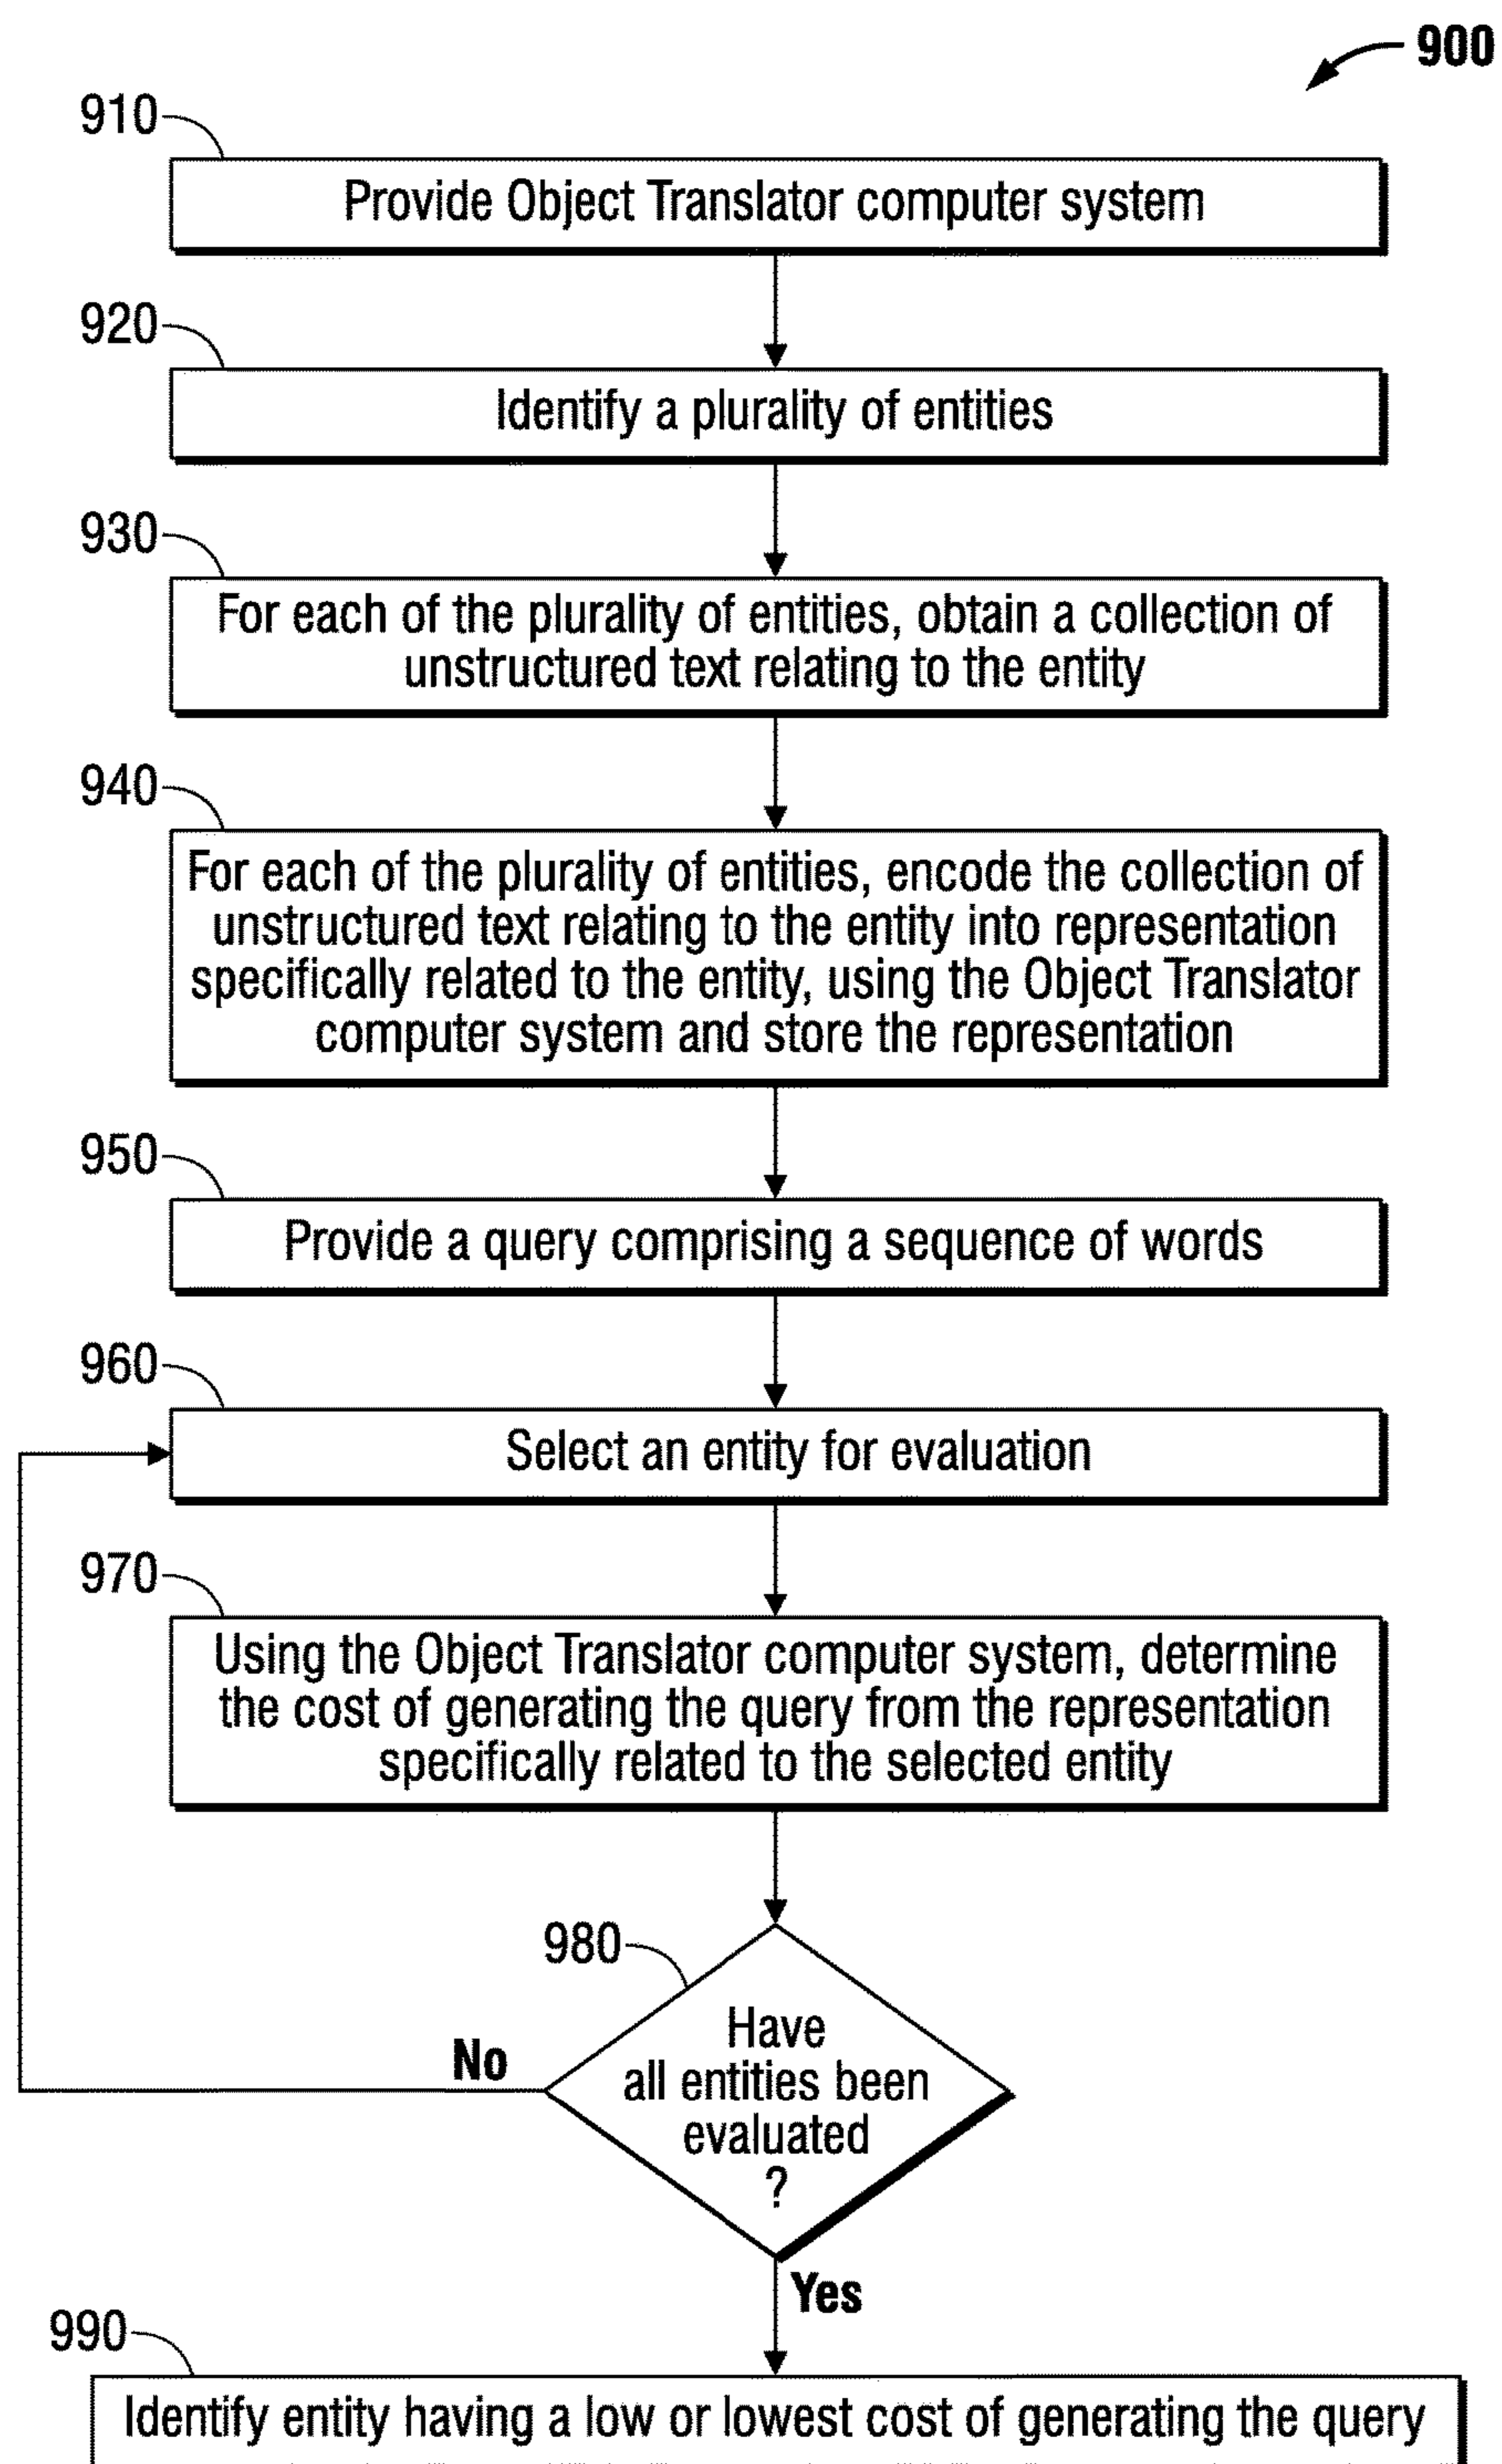 900
910
Provide Object Translator computer system
920
Identify a plurality of entities
930
For each of the plurality of entities, obtain a collection of
unstructured text relating to the entity
940
For each of the plurality of entities, encode the collection of
unstructured text relating to the entity into representation
specifically related to the entity, using the Object Translator
computer system and store the representation
950
Provide a query comprising a sequence of words
960
Select an entity for evaluation
970
Using the Object Translator computer system, determine
the cost of generating the query from the representation
specifically related to the selected entity
980
Have
all entities been
evaluated
?
No
Yes
990
Identify entity having a low or lowest cost of generating the query